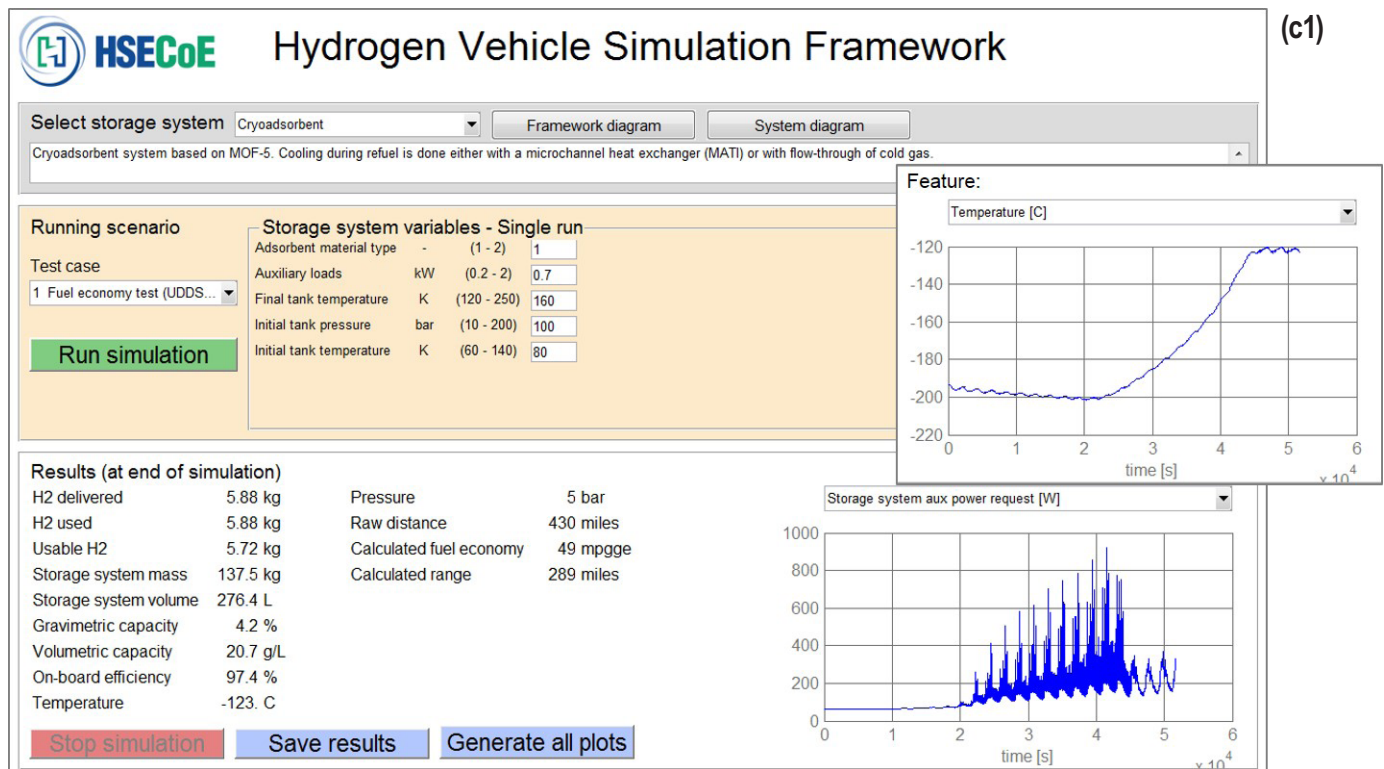 (c1)
HSECoE Hydrogen Vehicle Simulation Framework
Select storage system Cryoadsorbent Framework diagram System diagram
Cryoadsorbent system based on MOF-5. Cooling during refuel is done either with a microchannel heat exchanger (MATI) or with flow-through of cold gas.
Running scenario
Test case
1 Fuel economy test (UDDS...
Run simulation
Storage system variables - Single run
Adsorbent material type - (1 - 2) 1
Auxiliary loads kW (0.2 - 2) 0.7
Final tank temperature K (120 - 250) 160
Initial tank pressure bar (10 - 200) 100
Initial tank temperature K (60 - 140) 80
Feature:
Temperature [C]
-120
-140
-160
-180
-200
-220
0 1 2 3 4 5 6
time [s]
x 10^4
Results (at end of simulation)
H2 delivered 5.88 kg Pressure 5 bar
H2 used 5.88 kg Raw distance 430 miles
Usable H2 5.72 kg Calculated fuel economy 49 mpgge
Storage system mass 137.5 kg Calculated range 289 miles
Storage system volume 276.4 L
Gravimetric capacity 4.2 %
Volumetric capacity 20.7 g/L
On-board efficiency 97.4 %
Temperature -123. C
Stop simulation Save results Generate all plots
Storage system aux power request [W]
1000
800
600
400
200
0
0 1 2 3 4 5 6
time [s]
x 10^4